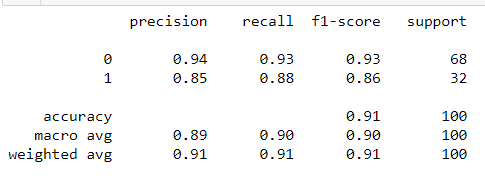 precision recall f1-score support
0 0.94 0.93 0.93 68
1 0.85 0.88 0.86 32
accuracy 0.91 100
macro avg 0.89 0.90 0.90 100
weighted avg 0.91 0.91 0.91 100